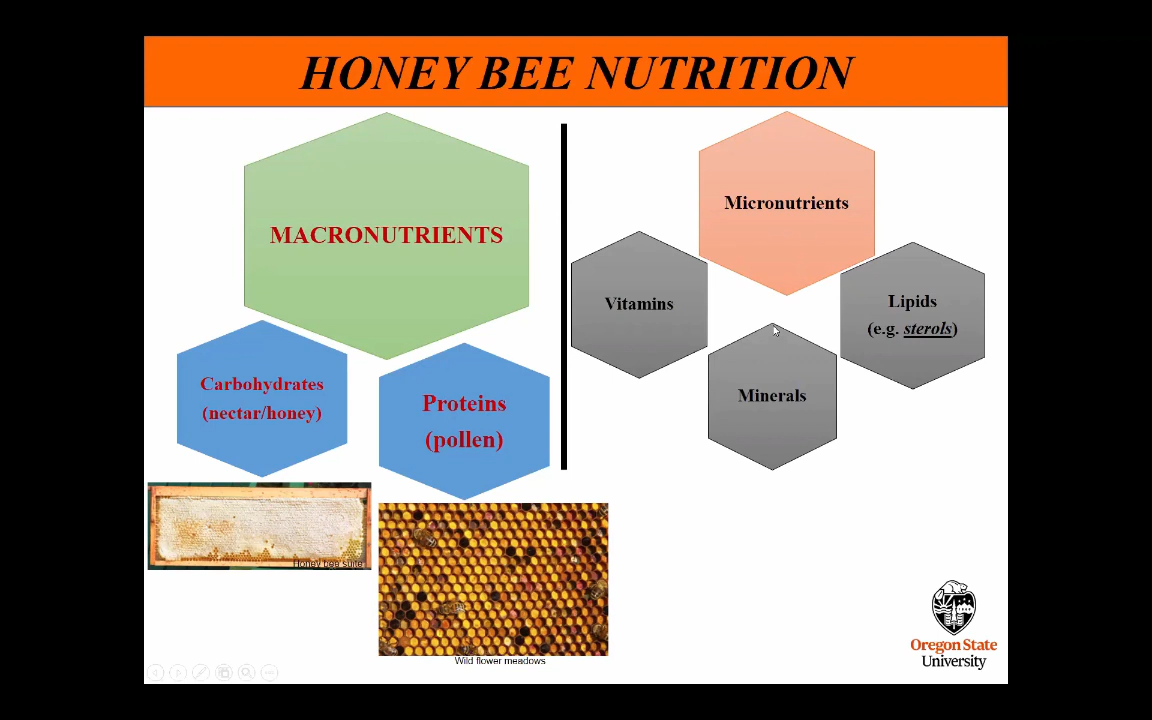 HONEY BEE NUTRITION
MACRONUTRIENTS
Carbohydrates
(nectar/honey)
Proteins
(pollen)
Honey bee suite
Wild flower meadows
Micronutrients
Vitamins
Minerals
Lipids
(e.g. sterols)
Oregon State
University